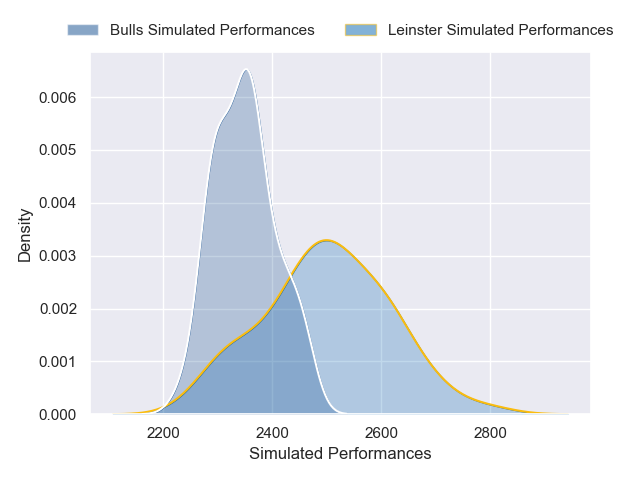 Bulls Simulated Performances
Leinster Simulated Performances
0.006
0.005
0.004
0.003
0.002
0.001
0.000
Density
2200
2400
2600
2800
Simulated Performances